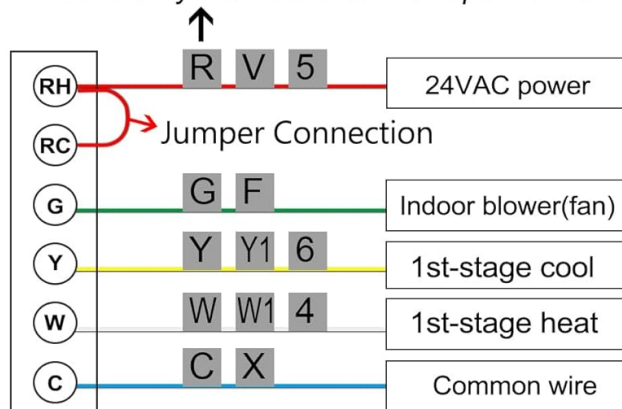 R V 5
RH 24VAC power
Jumper Connection
RC
G G F Indoor blower(fan)
Y Y Y1 6 1st-stage cool
W W W1 4 1st-stage heat
C C X Common wire